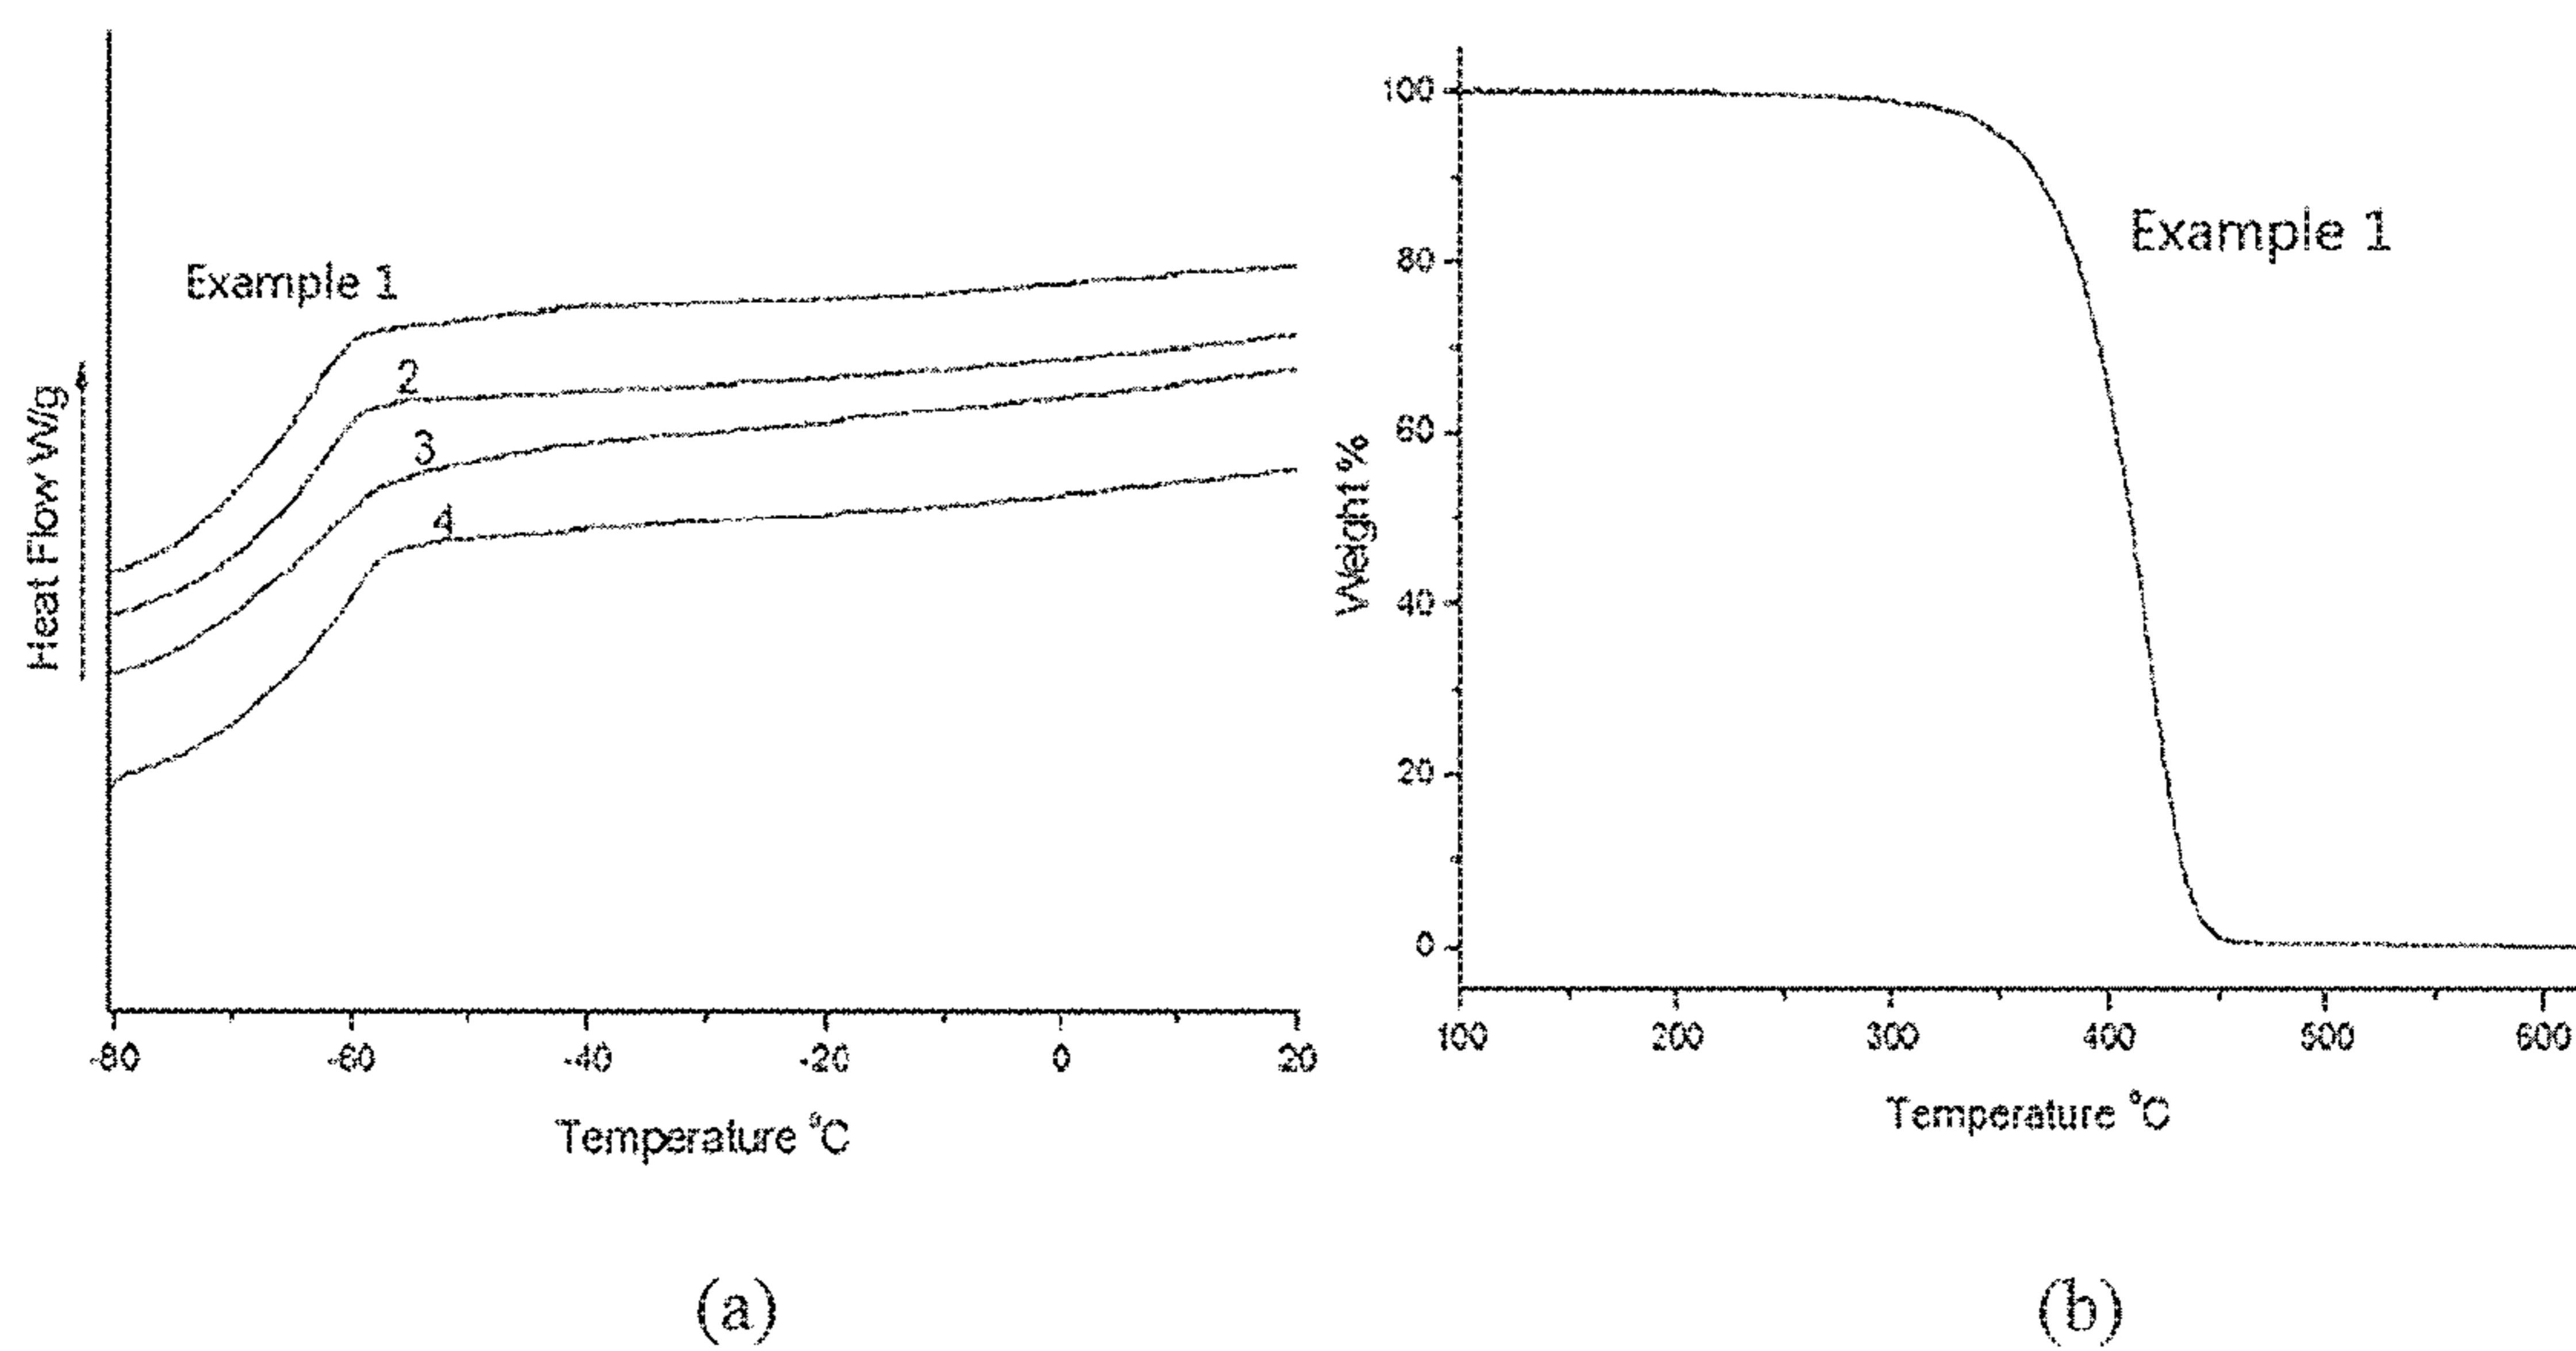 Example 1
2
3
4
Heat Flow W/g
-80 -60 -40 -20 0 20
Temperature °C
(a)
100
80
60
40
20
0
Weight %
Example 1
100 200 300 400 500 600
Temperature °C
(b)